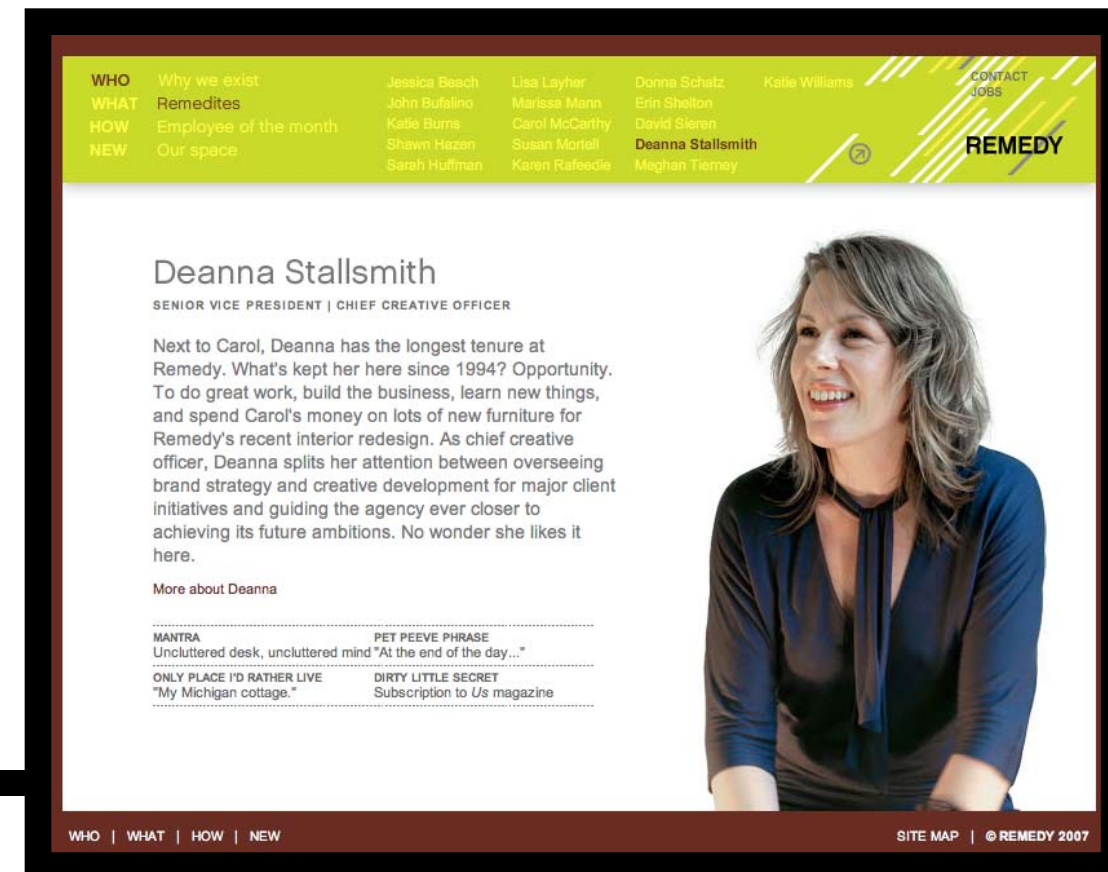 WHO
WHAT
HOW
NEW
Why we exist
Remedites
Employee of the month
Our space
Jessica Beach
John Bufalino
Katie Burns
Shawn Hazen
Sarah Huffman
Lisa Layher
Marissa Mann
Carol McCarthy
Susan Mortell
Karen Rafeedie
Donna Schatz
Erin Shelton
David Sieren
Deanna Stallsmith
Meghan Tierney
Katie Williams
CONTACT
JOBS
REMEDY
Deanna Stallsmith
SENIOR VICE PRESIDENT | CHIEF CREATIVE OFFICER
Next to Carol, Deanna has the longest tenure at
Remedy. What's kept her here since 1994? Opportunity.
To do great work, build the business, learn new things,
and spend Carol's money on lots of new furniture for
Remedy's recent interior redesign. As chief creative
officer, Deanna splits her attention between overseeing
brand strategy and creative development for major client
initiatives and guiding the agency ever closer to
achieving its future ambitions. No wonder she likes it
here.
More about Deanna
MANTRA
Uncluttered desk, uncluttered mind
PET PEEVE PHRASE
"At the end of the day..."
ONLY PLACE I'D RATHER LIVE
"My Michigan cottage."
DIRTY LITTLE SECRET
Subscription to Us magazine
WHO | WHAT | HOW | NEW
SITE MAP | © REMEDY 2007